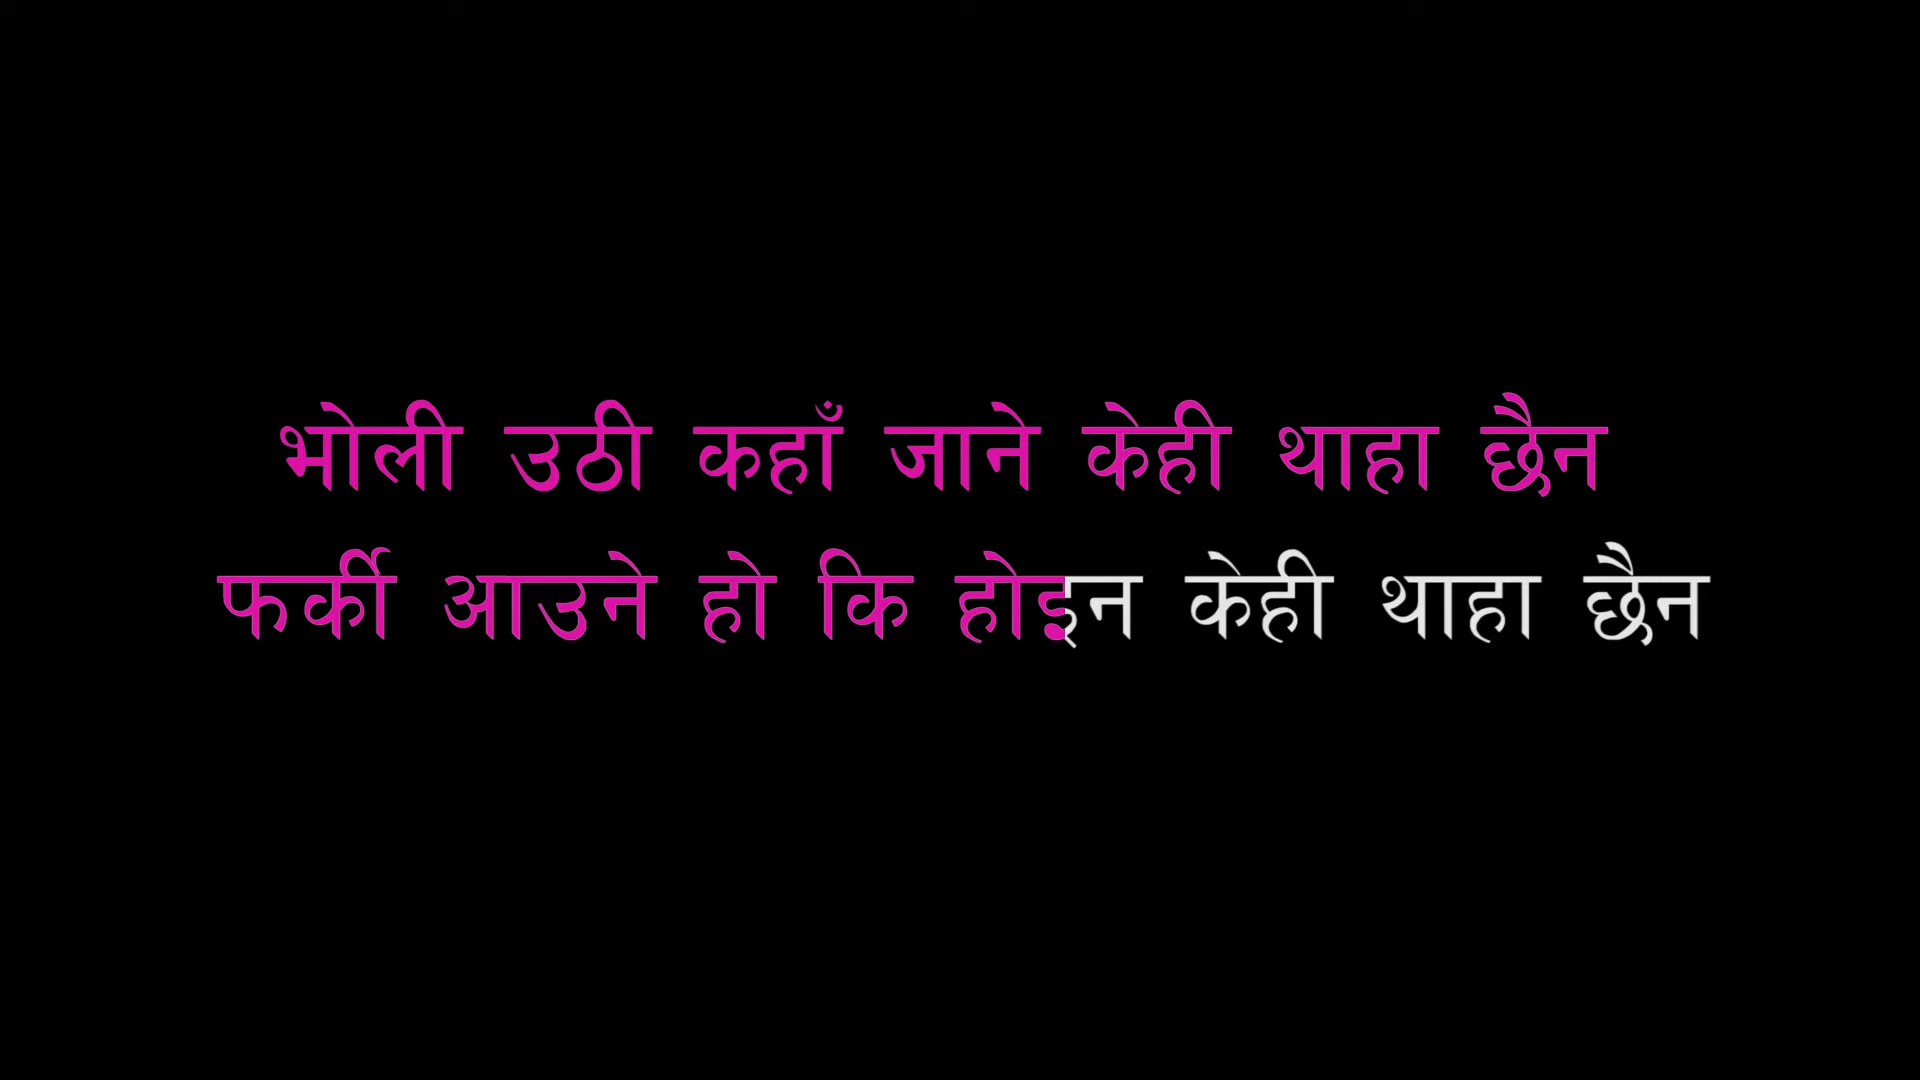 भोली उठी कहाँ जाने केही थाहा छैन
फर्की आउने हो कि होइन केही थाहा छैन